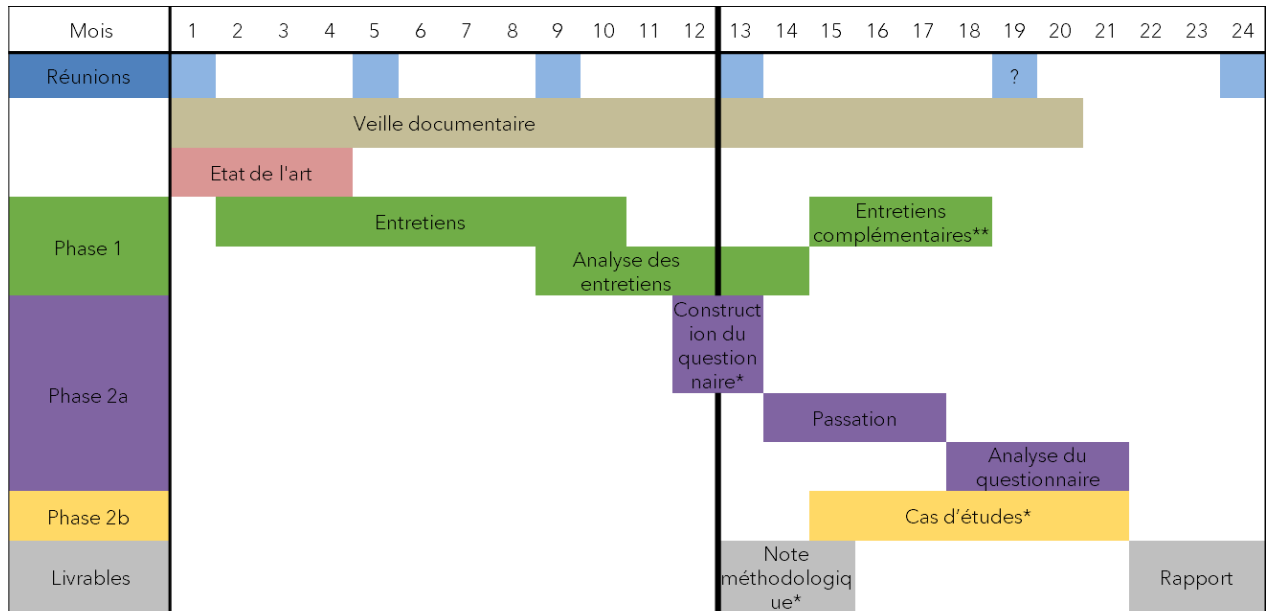 Mois 1 2 3 4 5 6 7 8 9 10 11 12 13 14 15 16 17 18 19 20 21 22 23 24
Réunions ?
Veille documentaire
Etat de l'art
Phase 1
Entretiens
Entretiens
complémentaires**
Analyse des
entretiens
Phase 2a
Construct
ion du
question
naire*
Passation
Analyse du
questionnaire
Phase 2b
Cas d’études*
Livrables
Note
méthodologiq
ue*
Rapport